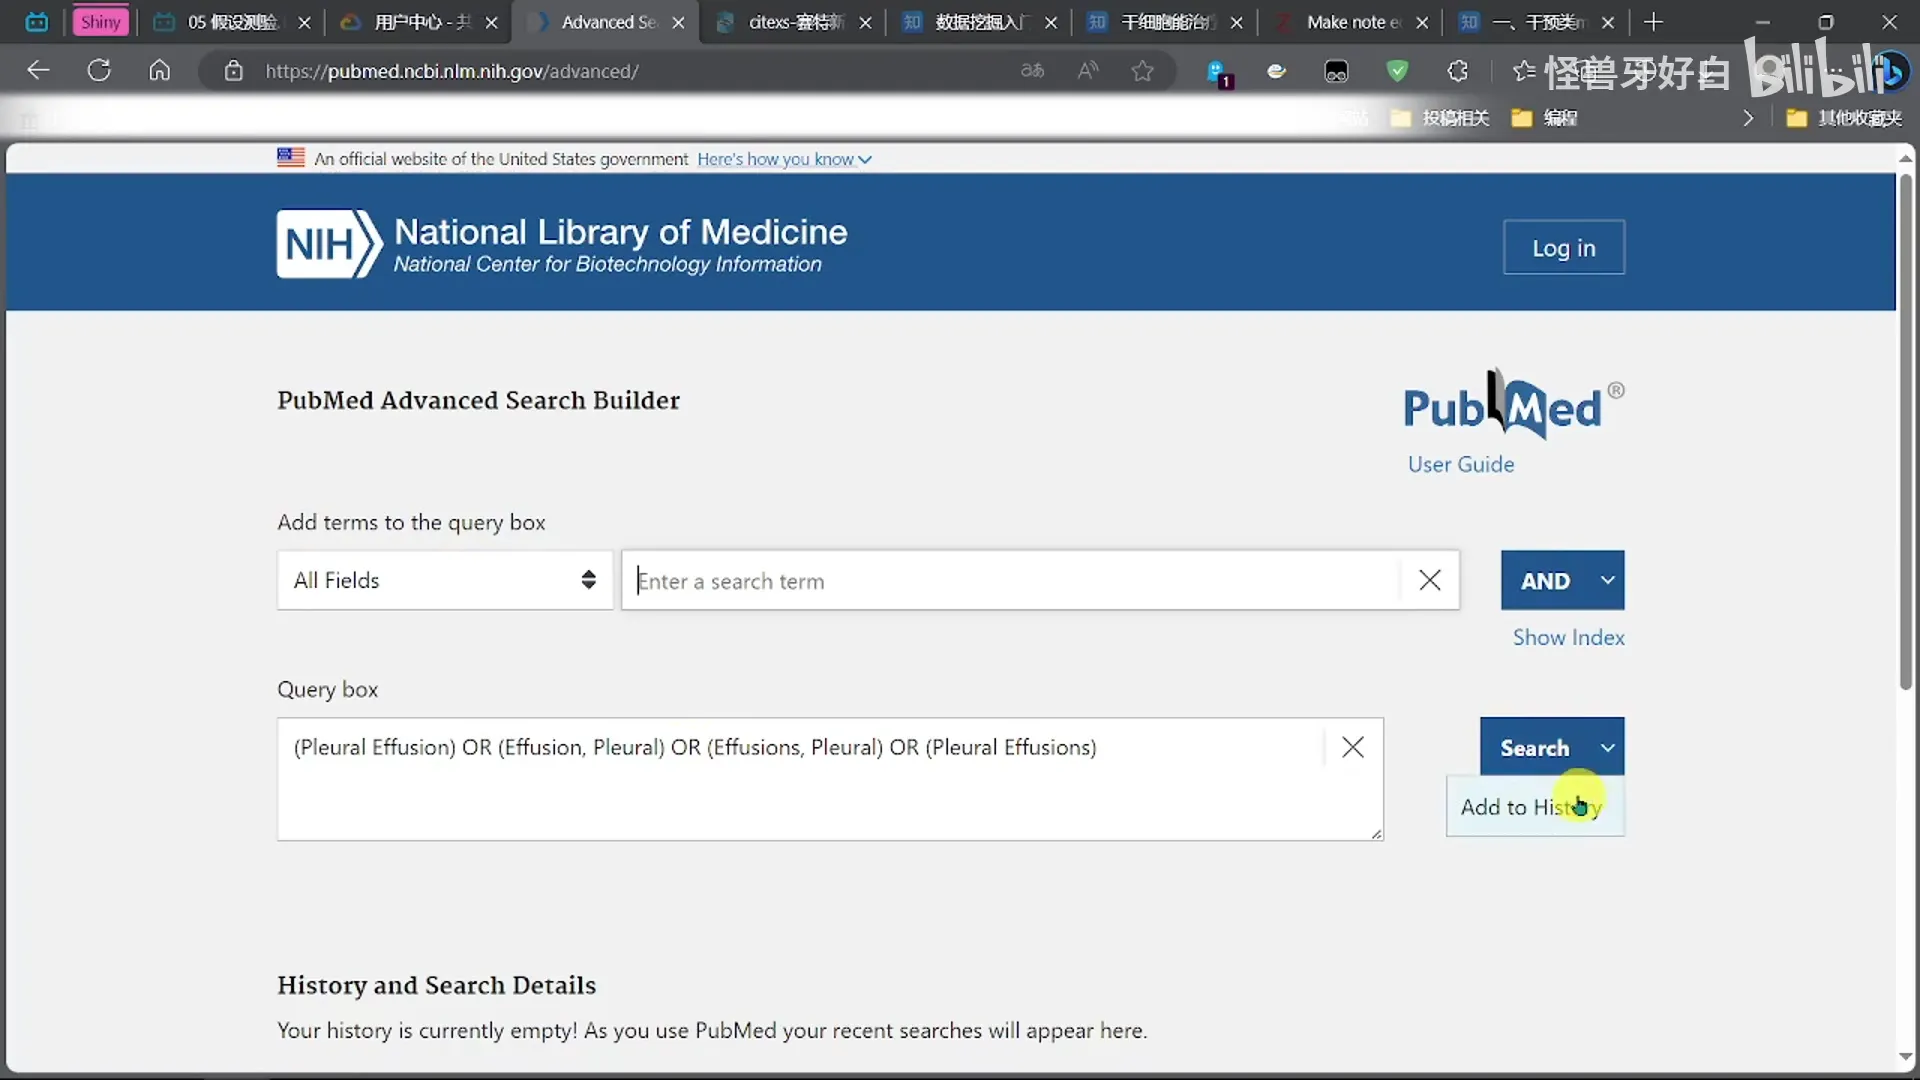 Shiny
05 假设测验
用户中心 - 共
Advanced Se
citexs-赛特新
数据挖掘入门
干细胞能治疗
Make note e
一、干预类m
https://pubmed.ncbi.nlm.nih.gov/advanced/
怪兽牙好白 bilibili
投稿相关
编程
其他收藏夹
An official website of the United States government Here's how you know
NIH National Library of Medicine
National Center for Biotechnology Information
Log in
PubMed Advanced Search Builder
PubMed®
User Guide
Add terms to the query box
All Fields
Enter a search term
AND
Show Index
Query box
(Pleural Effusion) OR (Effusion, Pleural) OR (Effusions, Pleural) OR (Pleural Effusions)
Search
Add to History
History and Search Details
Your history is currently empty! As you use PubMed your recent searches will appear here.